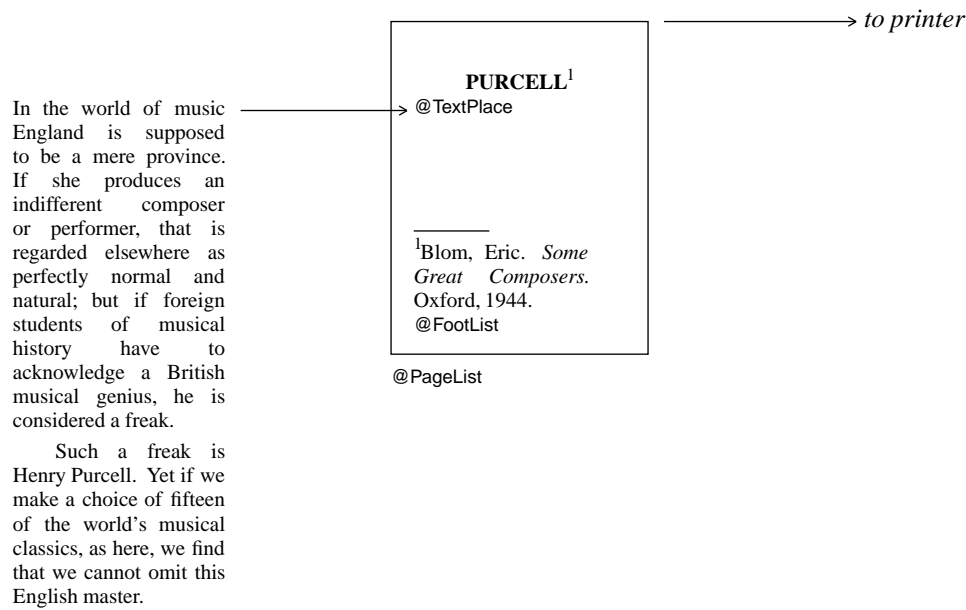 to printer
PURCELL1
@TextPlace
In the world of music
England is supposed
to be a mere province.
If she produces an
indifferent composer
or performer, that is
regarded elsewhere as
perfectly normal and
natural; but if foreign
students of musical
history have to
acknowledge a British
musical genius, he is
considered a freak.
Such a freak is
Henry Purcell. Yet if we
make a choice of fifteen
of the world's musical
classics, as here, we find
that we cannot omit this
English master.
1Blom, Eric. Some
Great Composers.
Oxford, 1944.
@FootList
@PageList